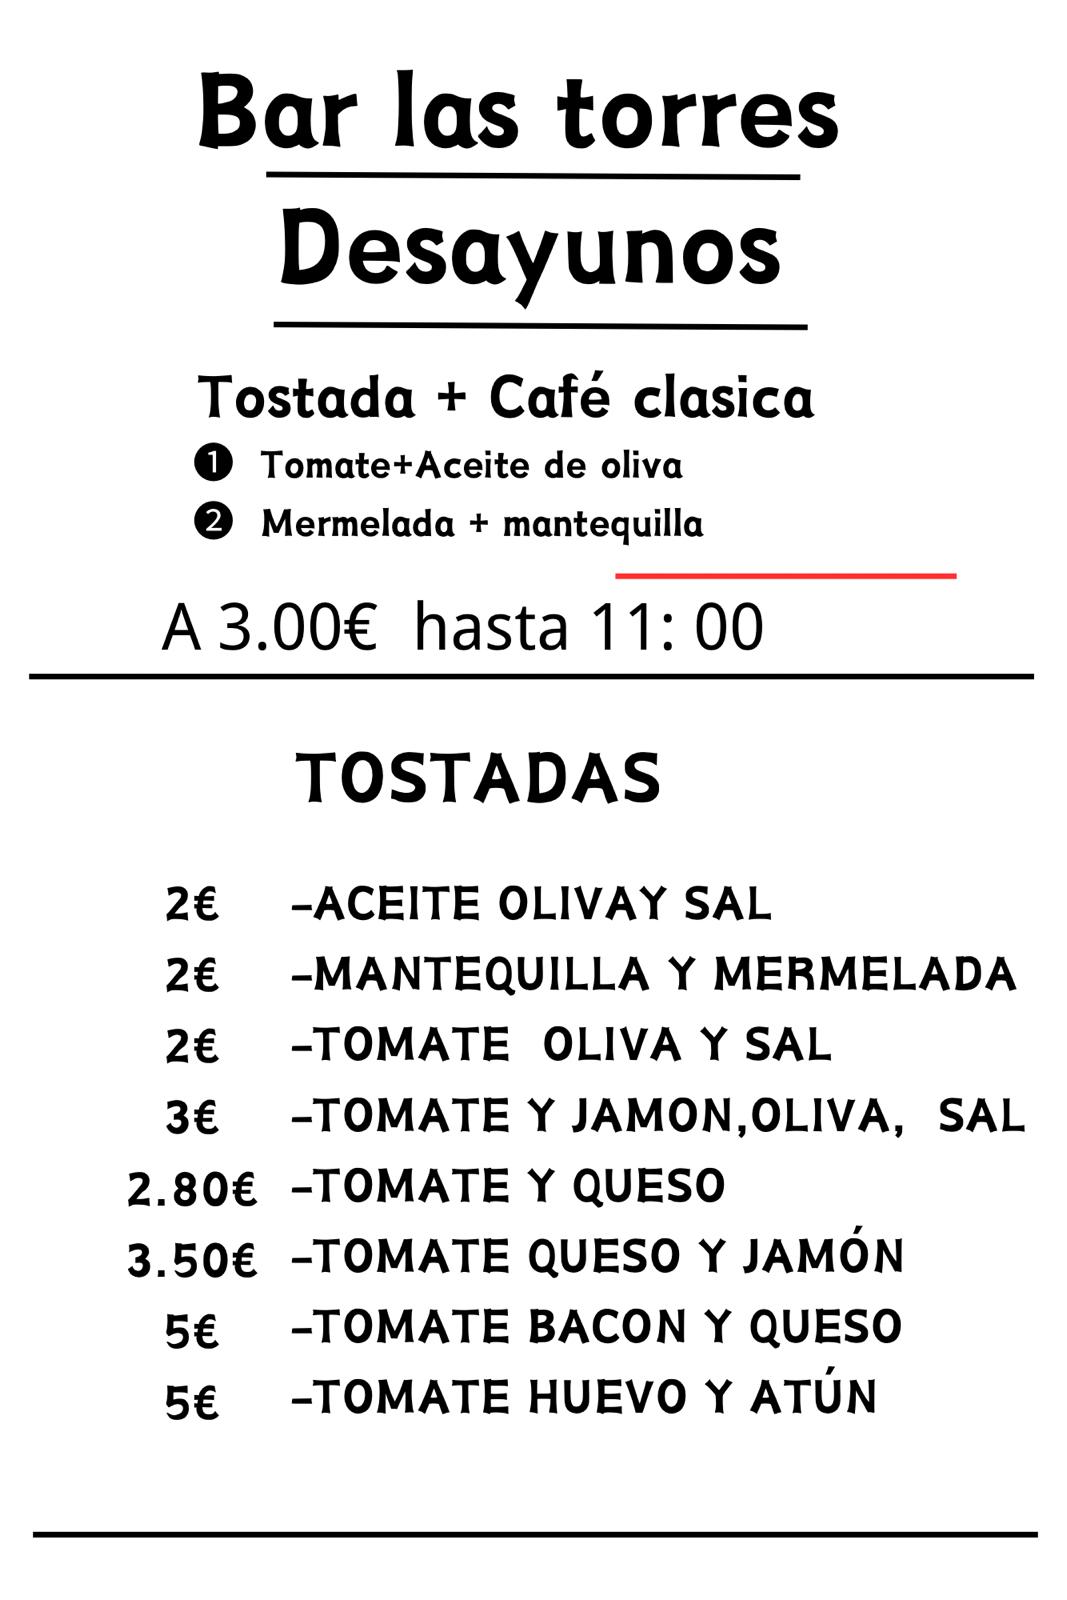 Bar las torres
Desayunos
Tostada + Café clasica
1 Tomate+Aceite de oliva
2 Mermelada + mantequilla
A 3.00€ hasta 11: 00
TOSTADAS
2€ -ACEITE OLIVAY SAL
2€ -MANTEQUILLA Y MERMELADA
2€ -TOMATE OLIVA Y SAL
3€ -TOMATE Y JAMON,OLIVA, SAL
2.80€ -TOMATE Y QUESO
3.50€ -TOMATE QUESO Y JAMÓN
5€ -TOMATE BACON Y QUESO
5€ -TOMATE HUEVO Y ATÚN